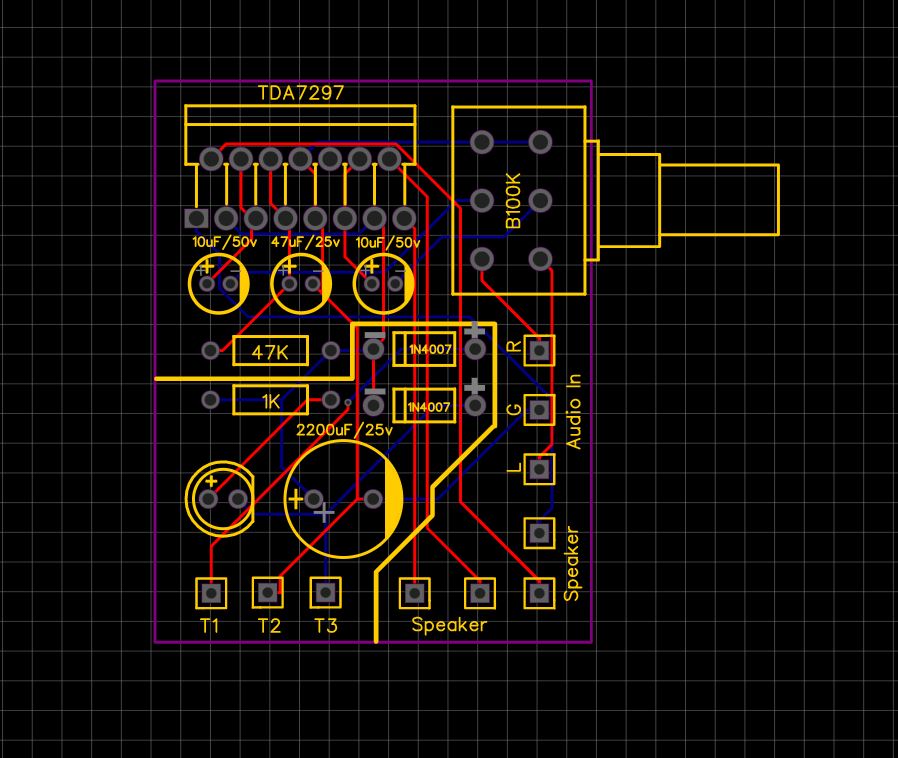 TDA7297
B100K
10uF/50v 47uF/25v 10uF/50v
+ - + - + -
47K
1N4007
R
1K
1N4007
G
Audio In
2200uF/25v
L
+
+
Speaker
T1 T2 T3
Speaker